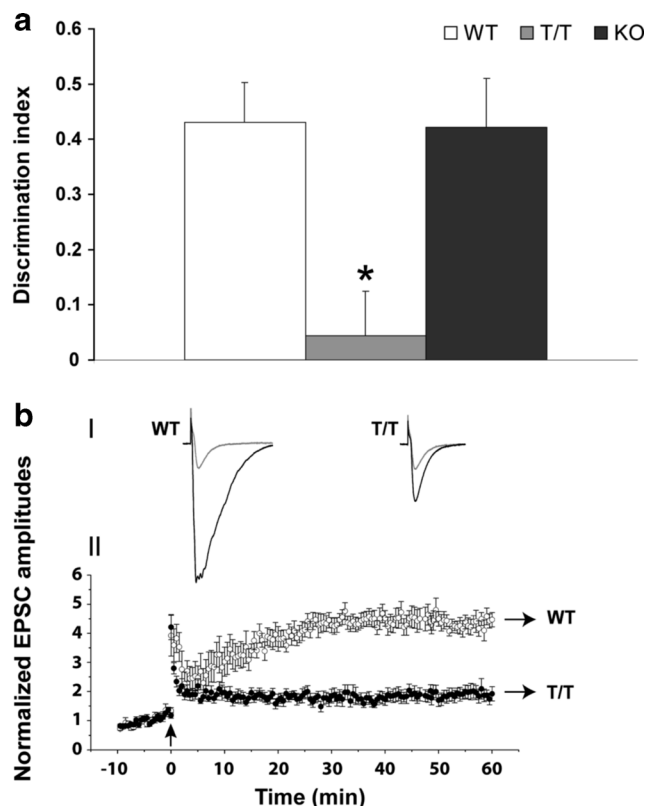 a
WT T/T KO
Discrimination index
0.6
0.5
0.4
0.3
0.2
0.1
0
*
b
I
WT T/T
II
Normalized EPSC amplitudes
6
5
4
3
2
1
0
WT
T/T
-10 0 10 20 30 40 50 60
Time (min)